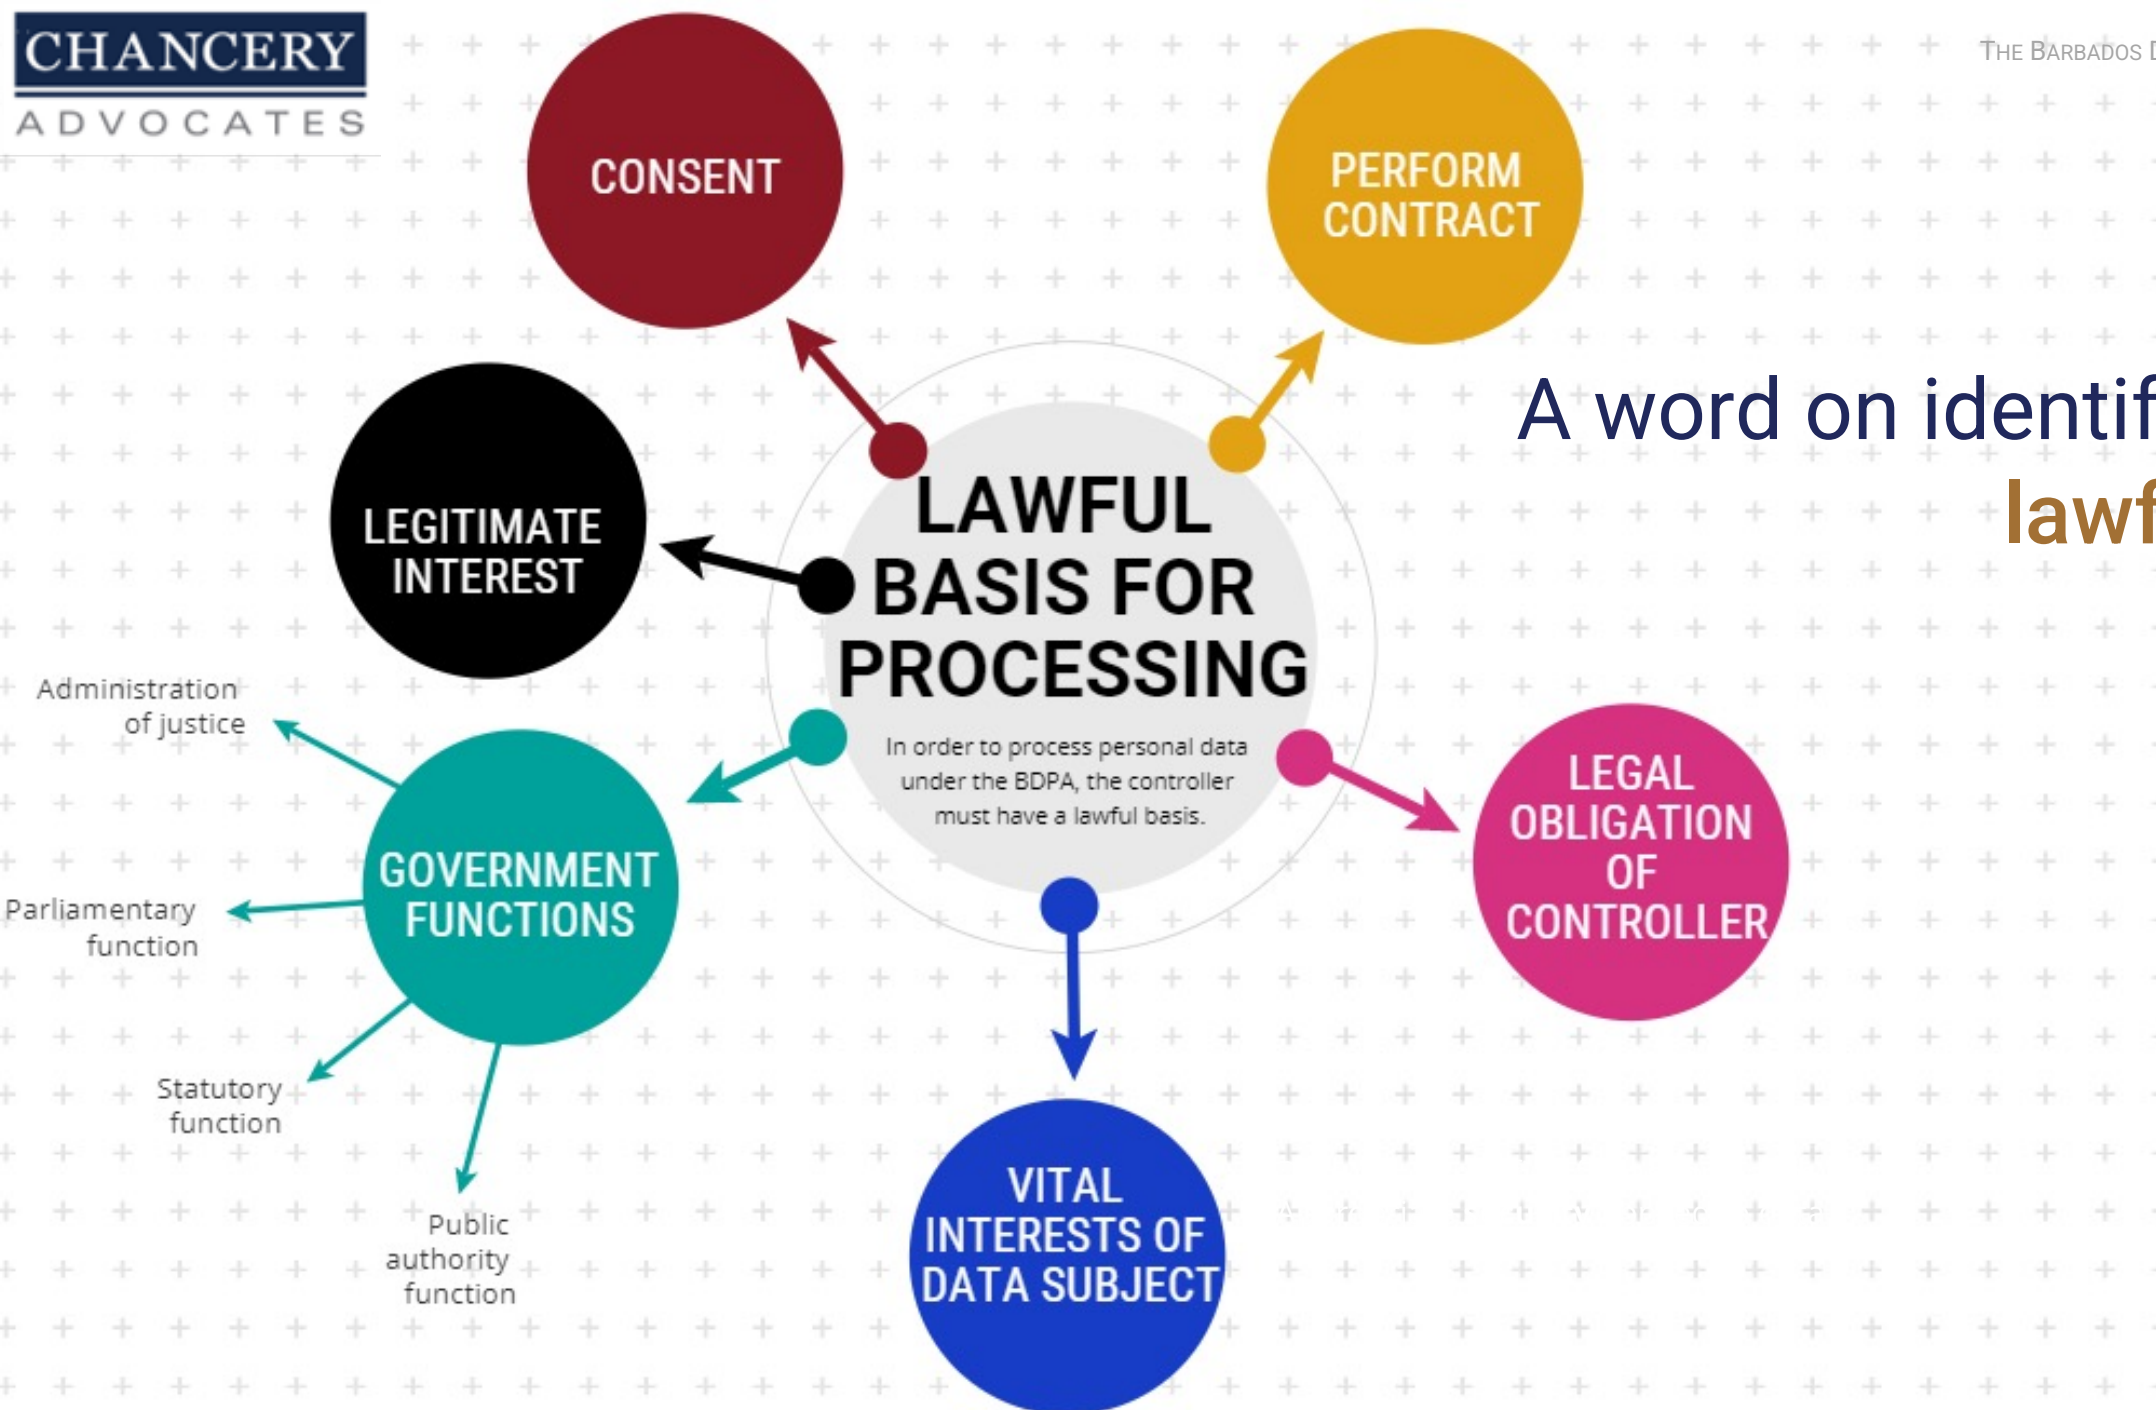 CHANCERY
ADVOCATES
THE BARBADOS
CONSENT
PERFORM
CONTRACT
A word on
LEGITIMATE
INTEREST
LAWFUL
BASIS FOR
PROCESSING
In order to process personal data
under the BDPA, the controller
must have a lawful basis.
Administration
of justice
GOVERNMENT
FUNCTIONS
Parliamentary
function
Statutory
function
Public
authority
function
LEGAL
OBLIGATION
OF
CONTROLLER
VITAL
INTERESTS OF
DATA SUBJECT